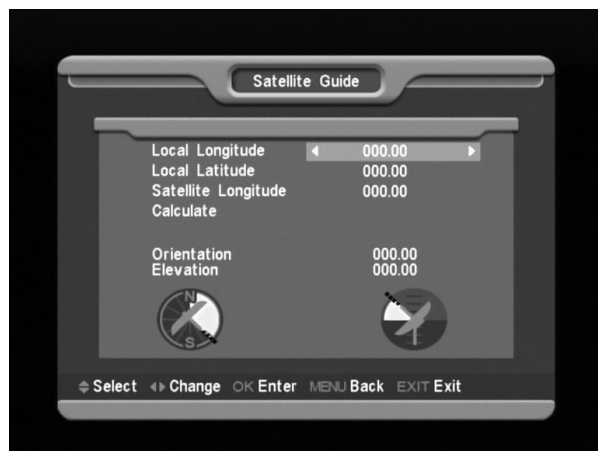 Satellite Guide
Local Longitude 000.00
Local Latitude 000.00
Satellite Longitude 000.00
Calculate
Orientation 000.00
Elevation 000.00
N
S
Select Change OK Enter MENU Back EXIT Exit